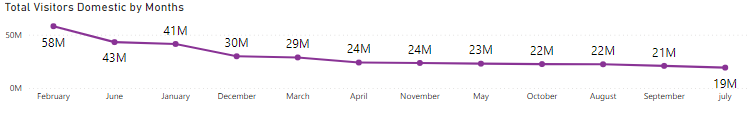 Total Visitors Domestic by Months
50M
0M
58M
43M
41M
30M
29M
24M
24M
23M
22M
22M
21M
19M
February June January December March April November May October August September july